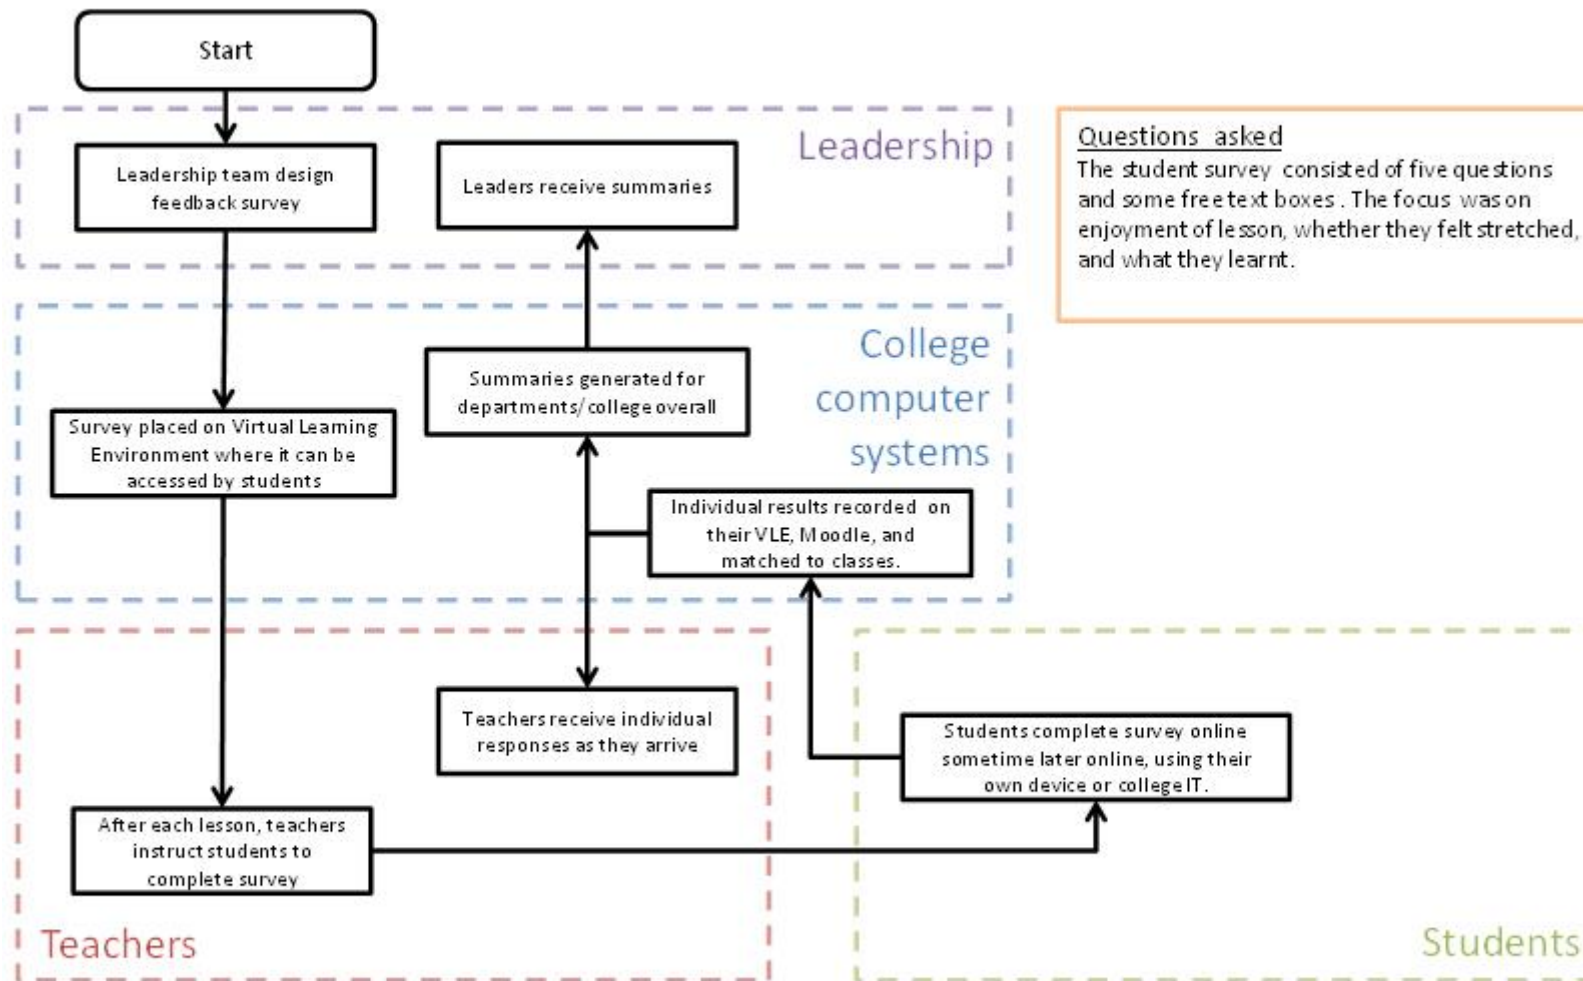 Start
Leadership
Leadership team design
feedback survey
Leaders receive summaries
Questions asked
The student survey consisted of five questions
and some free text boxes. The focus was on
enjoyment of lesson, whether they felt stretched,
and what they learnt.
College
computer
systems
Summaries generated for
departments/college overall
Survey placed on Virtual Learning
Environment where it can be
accessed by students
Individual results recorded on
their VLE, Moodle, and
matched to classes.
Teachers receive individual
responses as they arrive
Students complete survey online
sometime later online, using their
own device or college IT.
After each lesson, teachers
instruct students to
complete survey
Teachers
Students